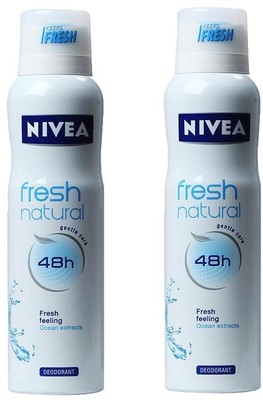 KEEPS
FRESH
NIVEA
fresh
natural
gentle care
48h
Fresh
feeling
Ocean extracts
DEODORANT
KEEPS
FRESH
NIVEA
fresh
natural
gentle care
48h
Fresh
feeling
Ocean extracts
DEODORANT